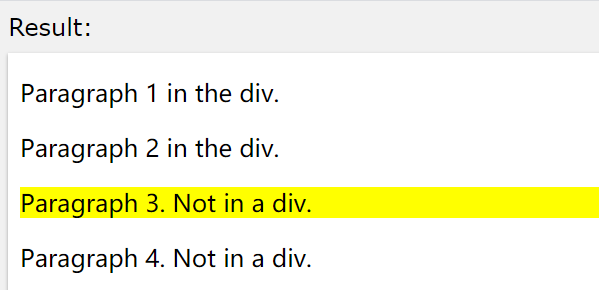 Result:
Paragraph 1 in the div.
Paragraph 2 in the div.
Paragraph 3. Not in a div.
Paragraph 4. Not in a div.